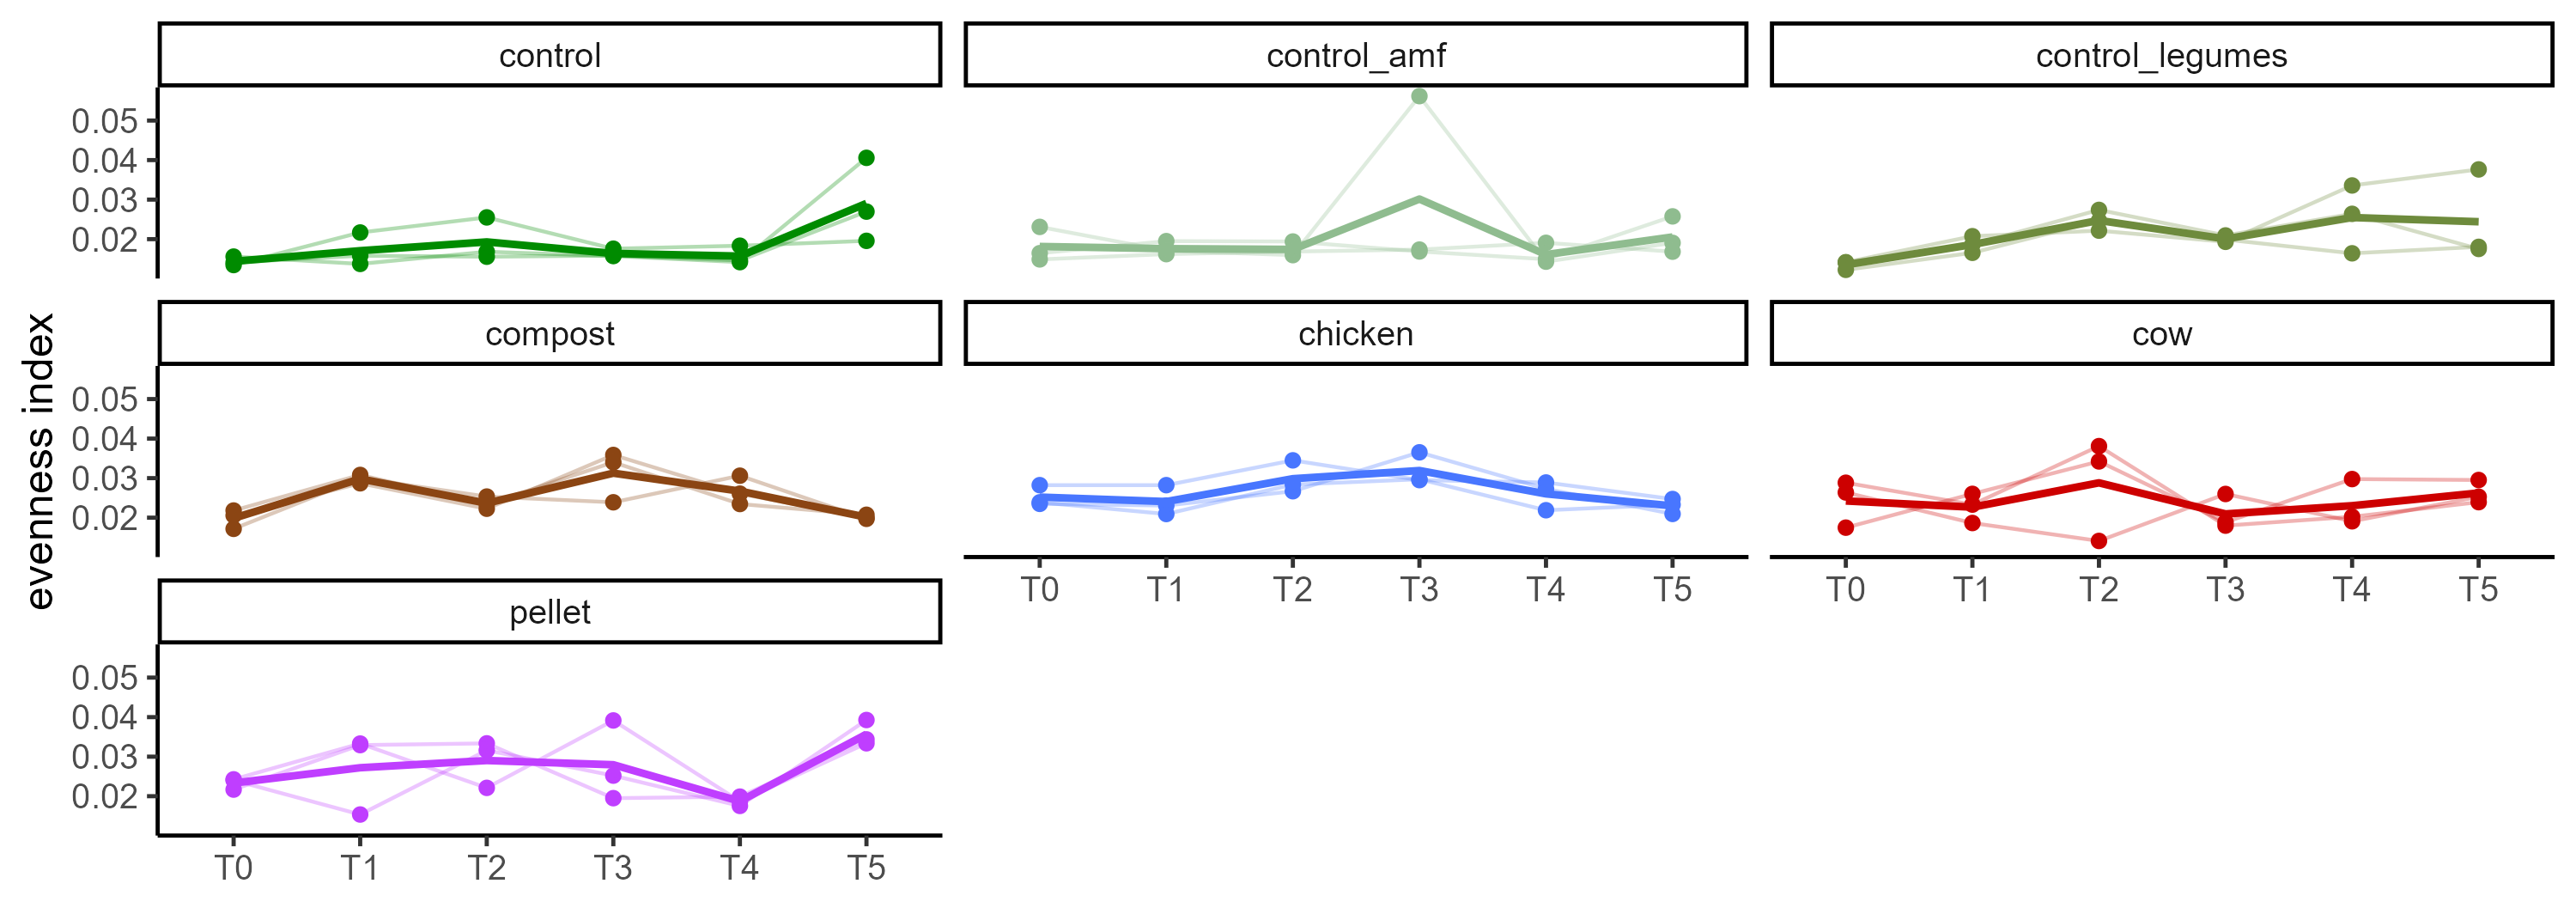 control
control_amf
control_legumes
0.05
0.04
0.03
0.02
compost
chicken
cow
evenness index
0.05
0.04
0.03
0.02
T0 T1 T2 T3 T4 T5
T0 T1 T2 T3 T4 T5
pellet
0.05
0.04
0.03
0.02
T0 T1 T2 T3 T4 T5